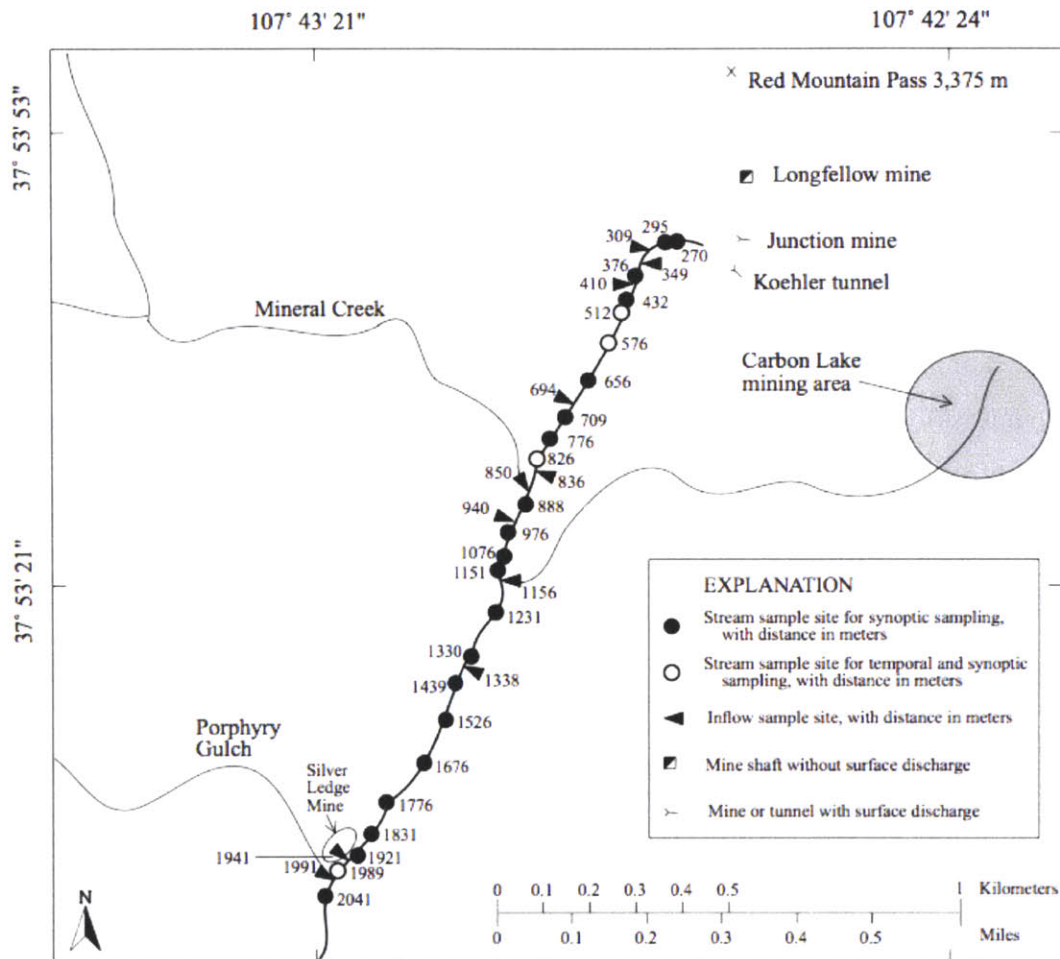 107° 43' 21"
107° 42' 24"
37° 53' 53"
Red Mountain Pass 3,375 m
Longfellow mine
295
309
270
Junction mine
376
349
410
Koehler tunnel
432
Mineral Creek
512
576
Carbon Lake
mining area
656
694
709
776
826
850
836
888
940
976
1076
1151
37° 53' 21"
1156
1231
EXPLANATION
Stream sample site for synoptic sampling,
with distance in meters
Stream sample site for temporal and synoptic
sampling, with distance in meters
Inflow sample site, with distance in meters
Mine shaft without surface discharge
Mine or tunnel with surface discharge
1330
1338
1439
1526
Porphyry
Gulch
1676
Silver
Ledge
Mine
1776
1831
1941
1921
1991
1989
2041
N
0 0.1 0.2 0.3 0.4 0.5 1 Kilometers
0 0.1 0.2 0.3 0.4 0.5 Miles